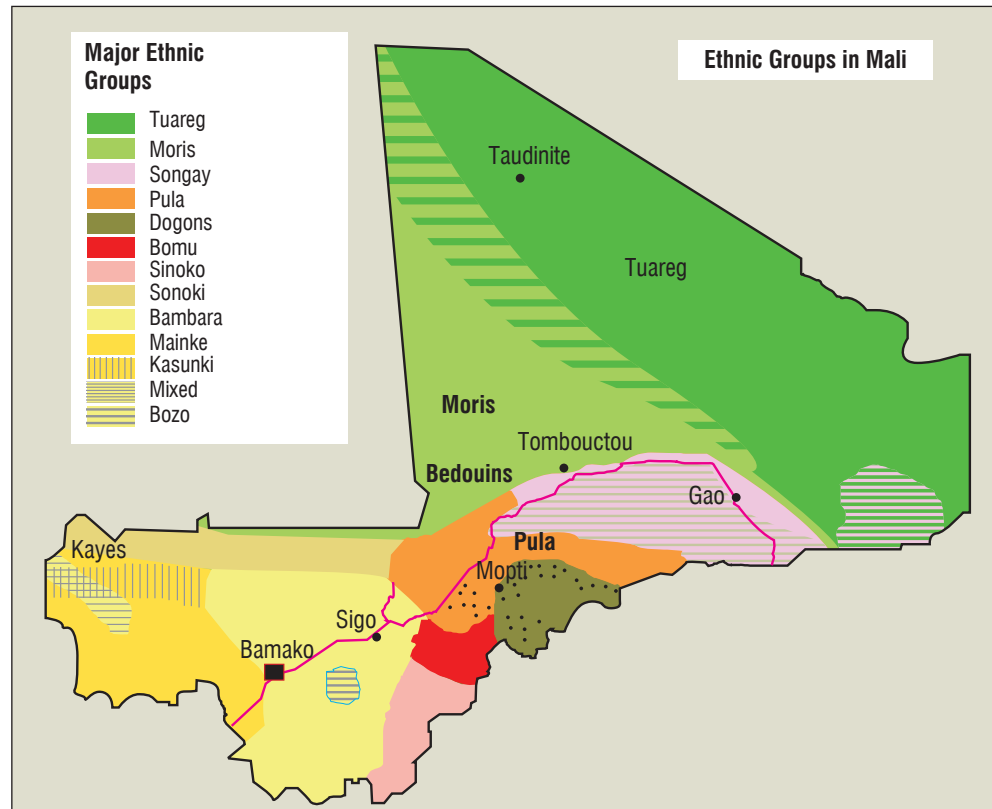 Major Ethnic
Groups
Tuareg
Moris
Songay
Pula
Dogons
Bomu
Sinoko
Sonoki
Bambara
Mainke
Kasunki
Mixed
Bozo
Ethnic Groups in Mali
Taudinite
Tuareg
Moris
Tombouctou
Bedouins
Gao
Pula
Kayes
Mopti
Sigo
Bamako